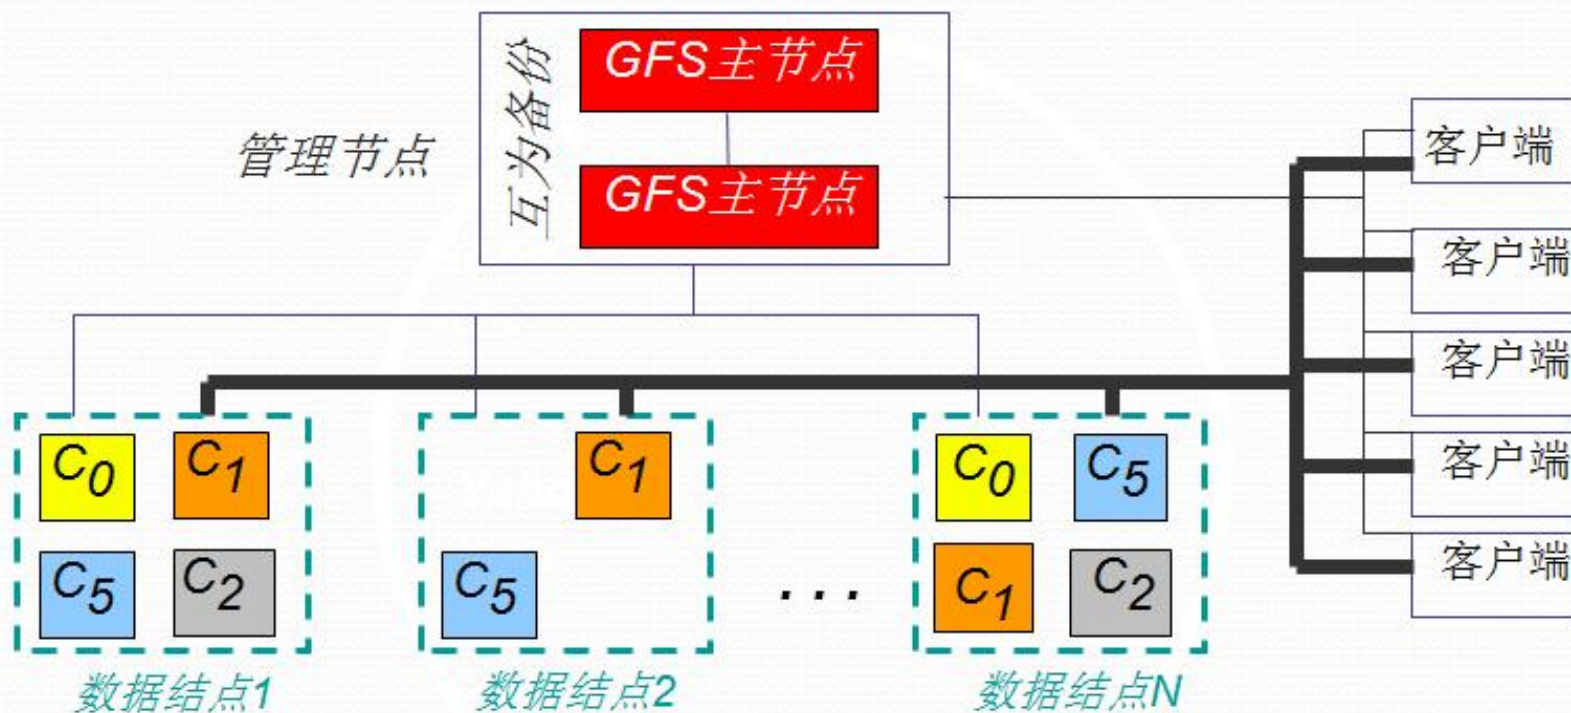 GFS主节点
互为备份
管理节点
GFS主节点
客户端
客户端
客户端
客户端
客户端
C0 C1 C1 C0 C5
C5 C2 C5 ... C1 C2
数据结点1 数据结点2 数据结点N